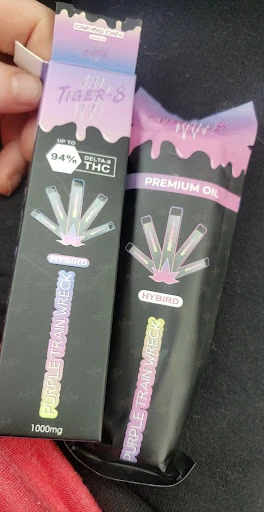 TIGER-8
UP TO
94%
DELTA-8
THC
HYBIRD
PURPLE TRAIN WRECK
1000mg
PREMIUM OIL
HYBIRD
PURPLE TRAIN WRECK